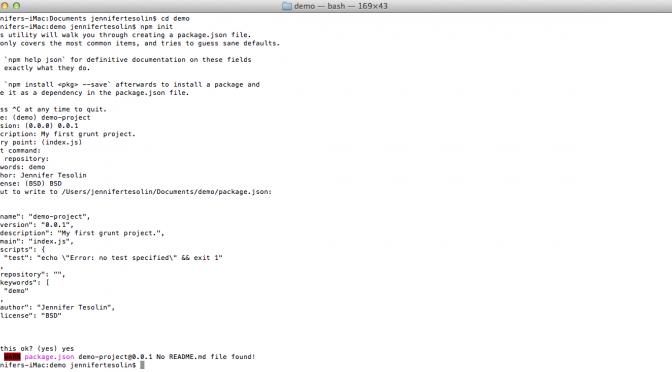 demo — bash — 169×43
nifers-iMac:Documents jennifertesolin$ cd demo
nifers-iMac:demo jennifertesolin$ npm init
s utility will walk you through creating a package.json file.
only covers the most common items, and tries to guess sane defaults.
`npm help json` for definitive documentation on these fields
exactly what they do.
`npm install <pkg> --save` afterwards to install a package and
e it as a dependency in the package.json file.
ss ^C at any time to quit.
e: (demo) demo-project
sion: (0.0.0) 0.0.1
cription: My first grunt project.
ry point: (index.js)
t command:
repository:
words: demo
hor: Jennifer Tesolin
ense: (BSD) BSD
ut to write to /Users/jennifertesolin/Documents/demo/package.json:
name": "demo-project",
version": "0.0.1",
description": "My first grunt project.",
main": "index.js",
scripts": {
"test": "echo \"Error: no test specified\" && exit 1"
,
repository": "",
keywords": [
"demo"
,
author": "Jennifer Tesolin",
license": "BSD"
this ok? (yes) yes
package.json demo-project@0.0.1 No README.md file found!
nifers-iMac:demo jennifertesolin$